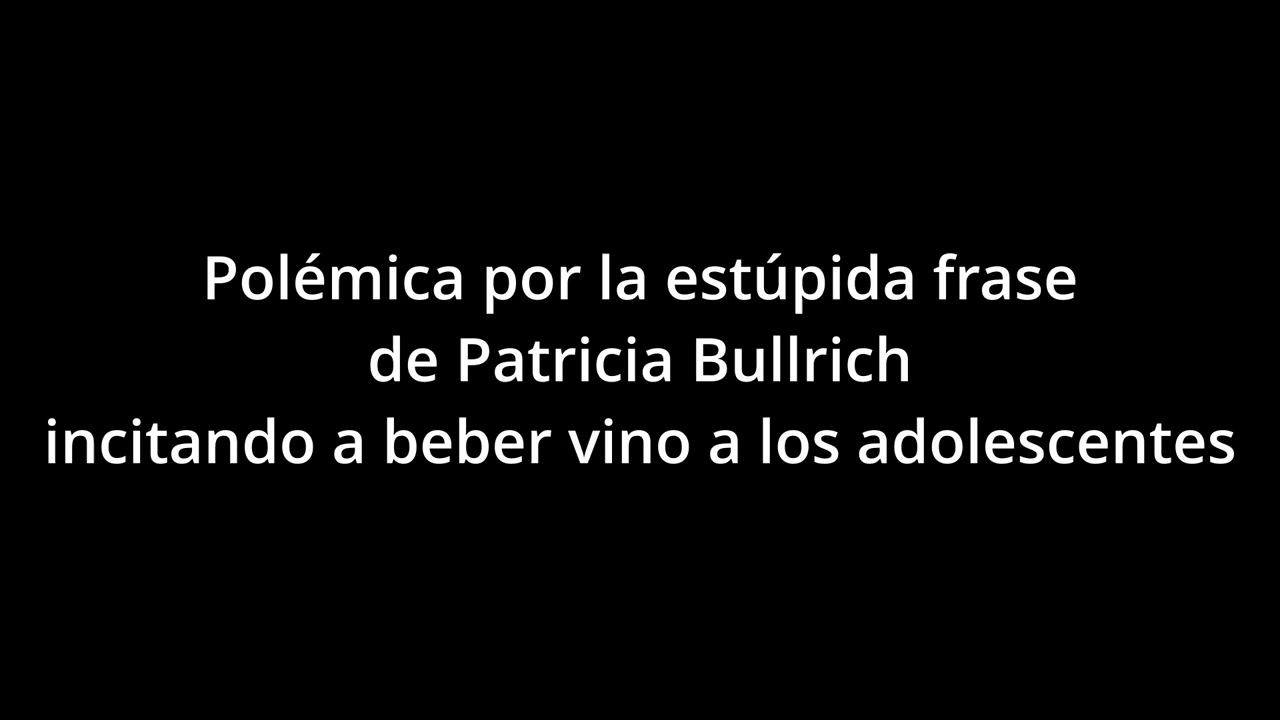 Polémica por la estúpida frase
de Patricia Bullrich
incitando a beber vino a los adolescentes